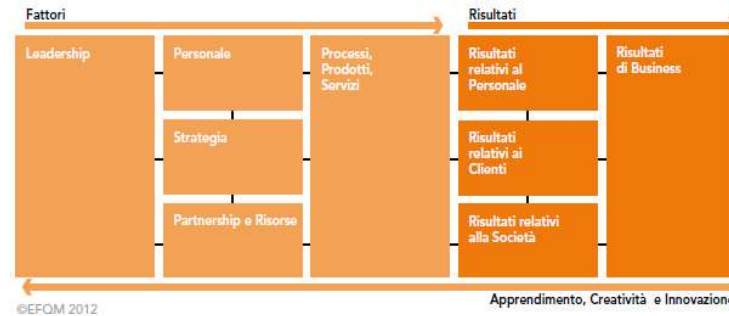 Fattori
Risultati
Leadership
Personale
Processi,
Prodotti,
Servizi
Risultati
relativi al
Personale
Risultati
di Business
Strategia
Risultati
relativi ai
Clienti
Partnership e Risorse
Risultati relativi
alla Società
Apprendimento, Creatività e Innovazione
©EFQM 2012